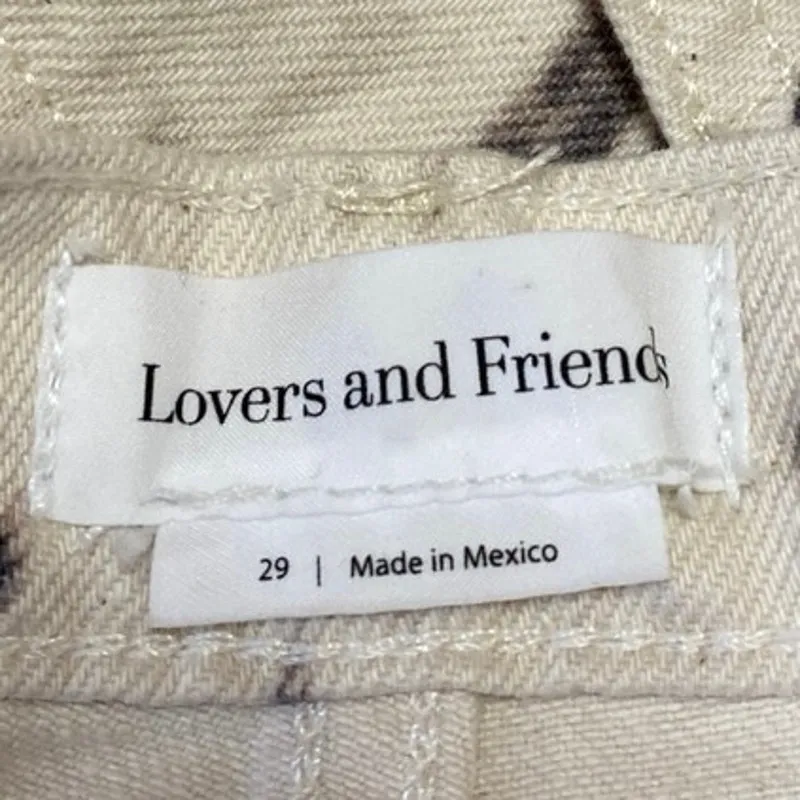 Lovers and Friends
29 | Made in Mexico